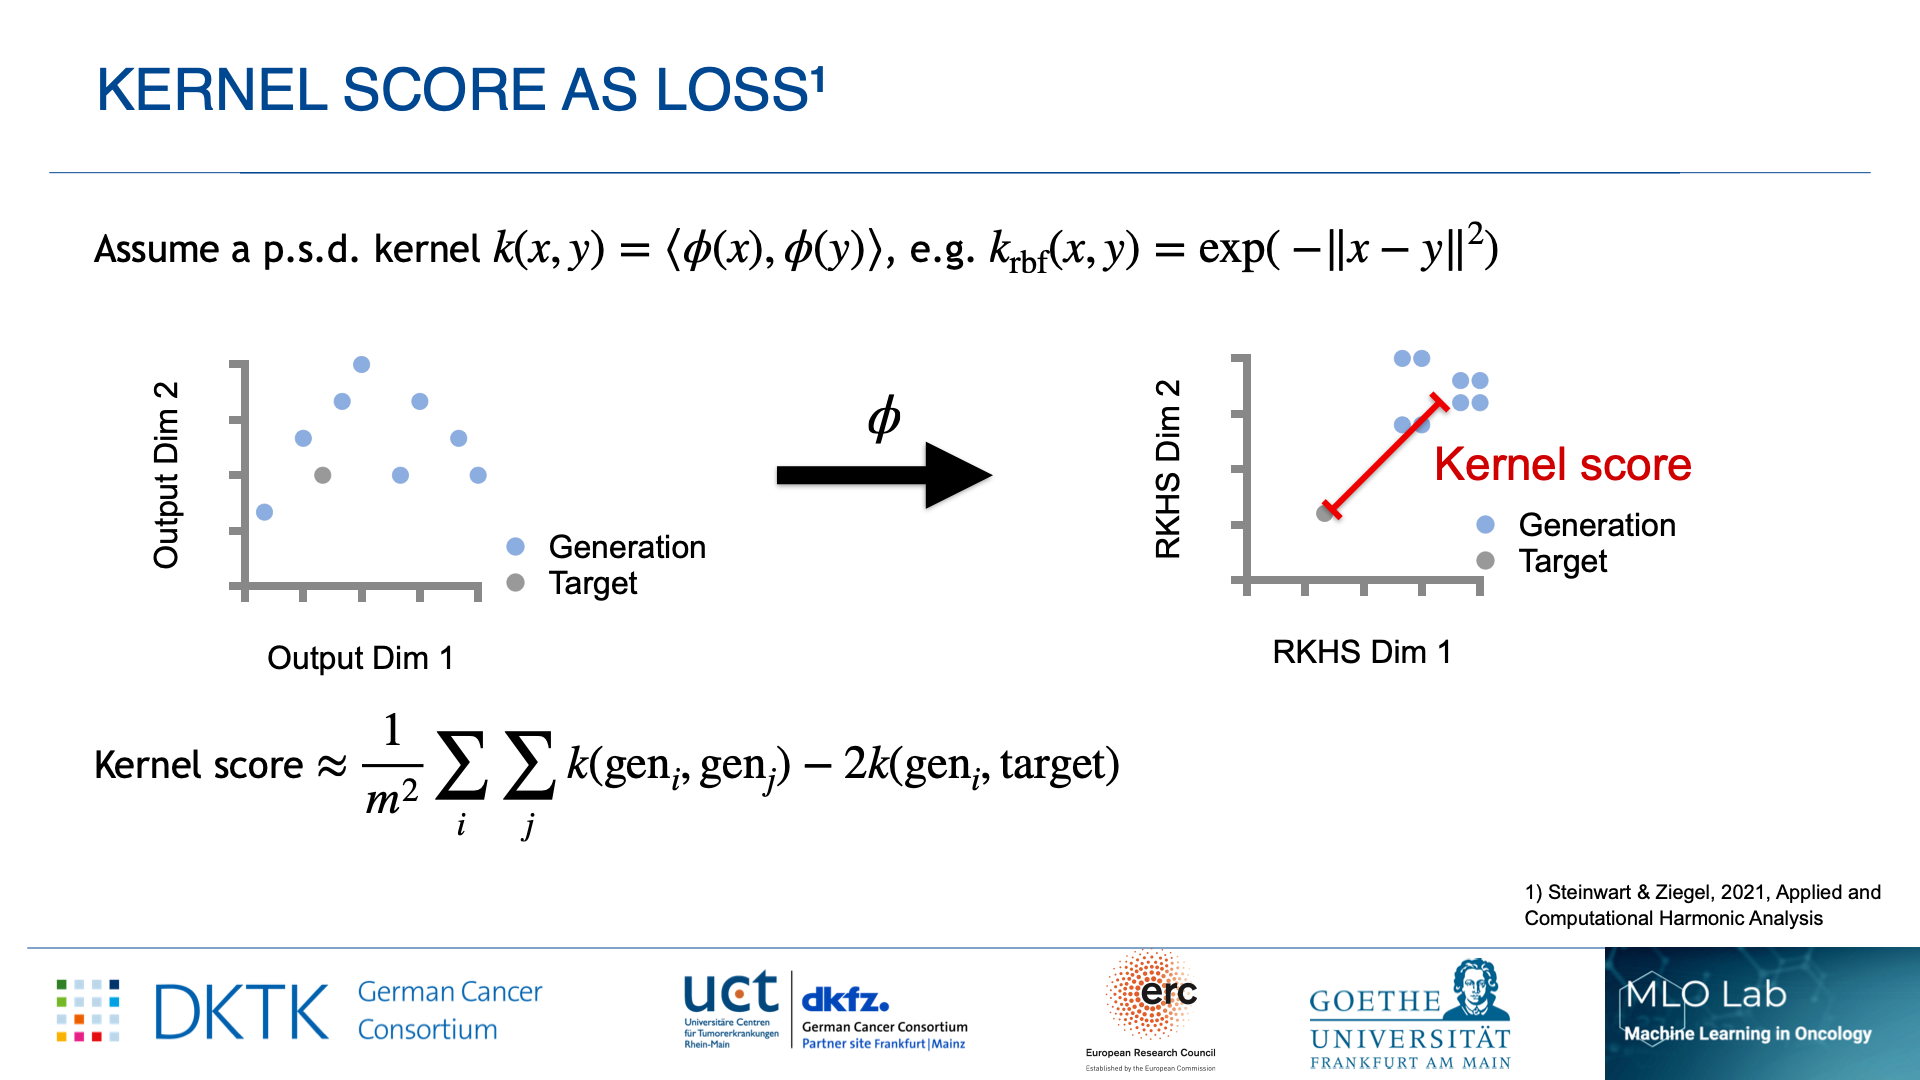 KERNEL SCORE AS LOSS¹
Assume a p.s.d. kernel k(x, y) = ⟨ϕ(x), ϕ(y)⟩, e.g. k_rbf(x, y) = exp( −‖x − y‖²)
Output Dim 2
Generation
Target
Output Dim 1
ϕ
RKHS Dim 2
Kernel score
Generation
Target
RKHS Dim 1
Kernel score ≈ 1/m² ∑_i ∑_j k(gen_i, gen_j) − 2k(gen_i, target)
1) Steinwart & Ziegel, 2021, Applied and
Computational Harmonic Analysis
DKTK
German Cancer
Consortium
uct
Universitäre Centren
für Tumorerkrankungen
Rhein-Main
dkfz.
German Cancer Consortium
Partner site Frankfurt|Mainz
erc
European Research Council
Established by the European Commission
GOETHE
UNIVERSITÄT
FRANKFURT AM MAIN
MLO Lab
Machine Learning in Oncology